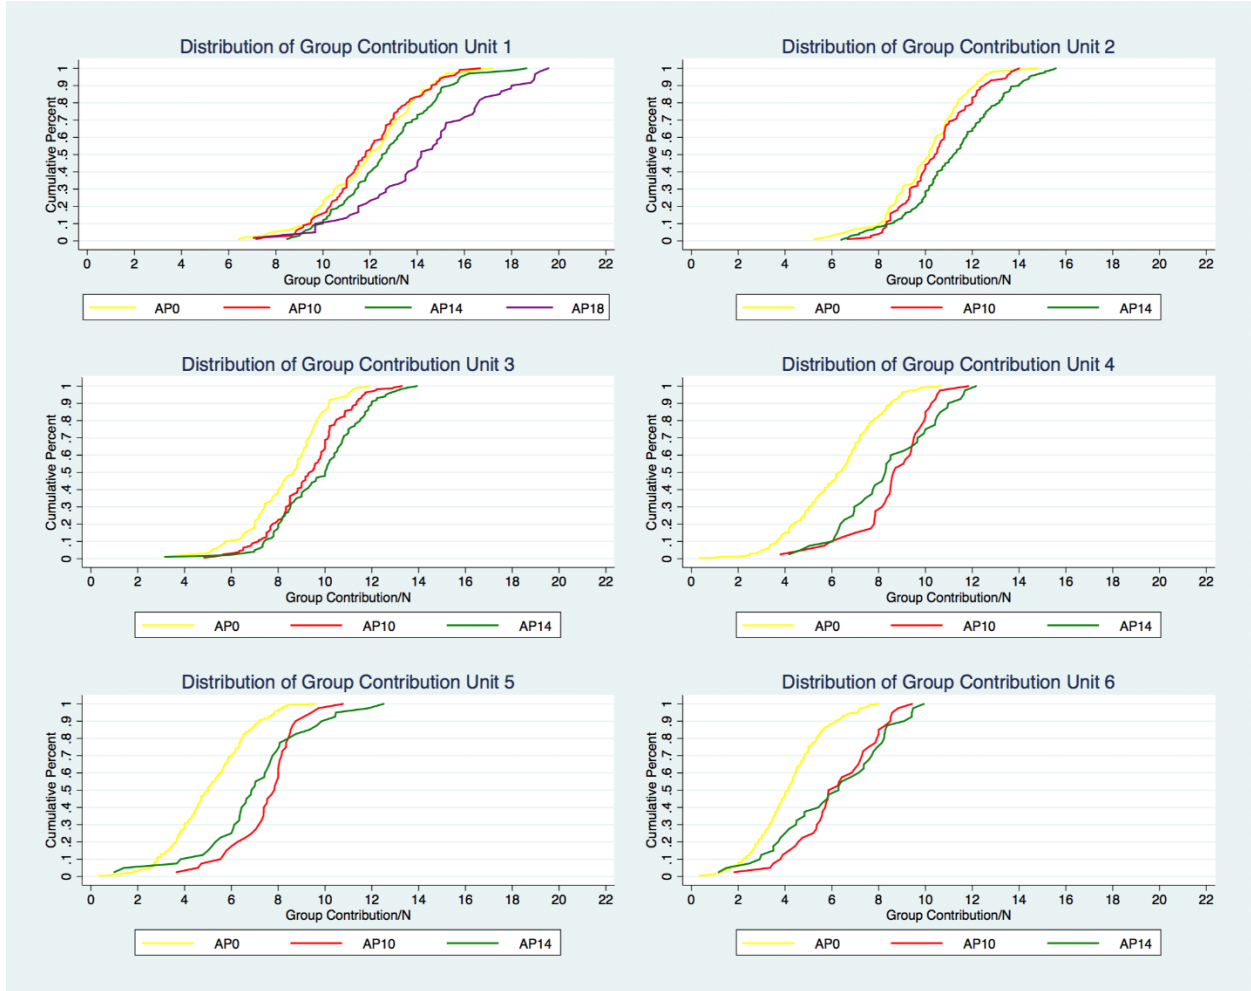 Distribution of Group Contribution Unit 1
Cumulative Percent
0 .1 .2 .3 .4 .5 .6 .7 .8 .9 1
0 2 4 6 8 10 12 14 16 18 20 22
Group Contribution/N
AP0 AP10 AP14 AP18
Distribution of Group Contribution Unit 2
Cumulative Percent
0 .1 .2 .3 .4 .5 .6 .7 .8 .9 1
0 2 4 6 8 10 12 14 16 18 20 22
Group Contribution/N
AP0 AP10 AP14
Distribution of Group Contribution Unit 3
Cumulative Percent
0 .1 .2 .3 .4 .5 .6 .7 .8 .9 1
0 2 4 6 8 10 12 14 16 18 20 22
Group Contribution/N
AP0 AP10 AP14
Distribution of Group Contribution Unit 4
Cumulative Percent
0 .1 .2 .3 .4 .5 .6 .7 .8 .9 1
0 2 4 6 8 10 12 14 16 18 20 22
Group Contribution/N
AP0 AP10 AP14
Distribution of Group Contribution Unit 5
Cumulative Percent
0 .1 .2 .3 .4 .5 .6 .7 .8 .9 1
0 2 4 6 8 10 12 14 16 18 20 22
Group Contribution/N
AP0 AP10 AP14
Distribution of Group Contribution Unit 6
Cumulative Percent
0 .1 .2 .3 .4 .5 .6 .7 .8 .9 1
0 2 4 6 8 10 12 14 16 18 20 22
Group Contribution/N
AP0 AP10 AP14